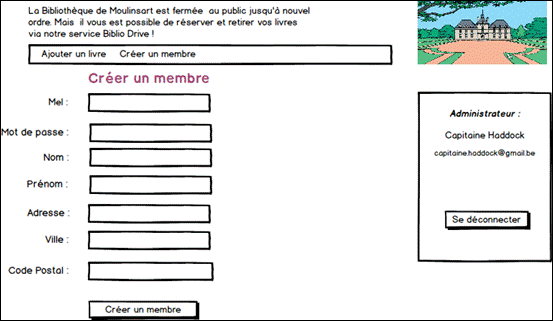 La Bibliothèque de Moulinsart est fermée au public jusqu'à nouvel
ordre. Mais il vous est possible de réserver et retirer vos livres
via notre service Biblio Drive !
Ajouter un livre Créer un membre
Créer un membre
Mel :
Mot de passe :
Nom :
Prénom :
Adresse :
Ville :
Code Postal :
Créer un membre
Administrateur :
Capitaine Haddock
capitaine.haddock@gmail.be
Se déconnecter